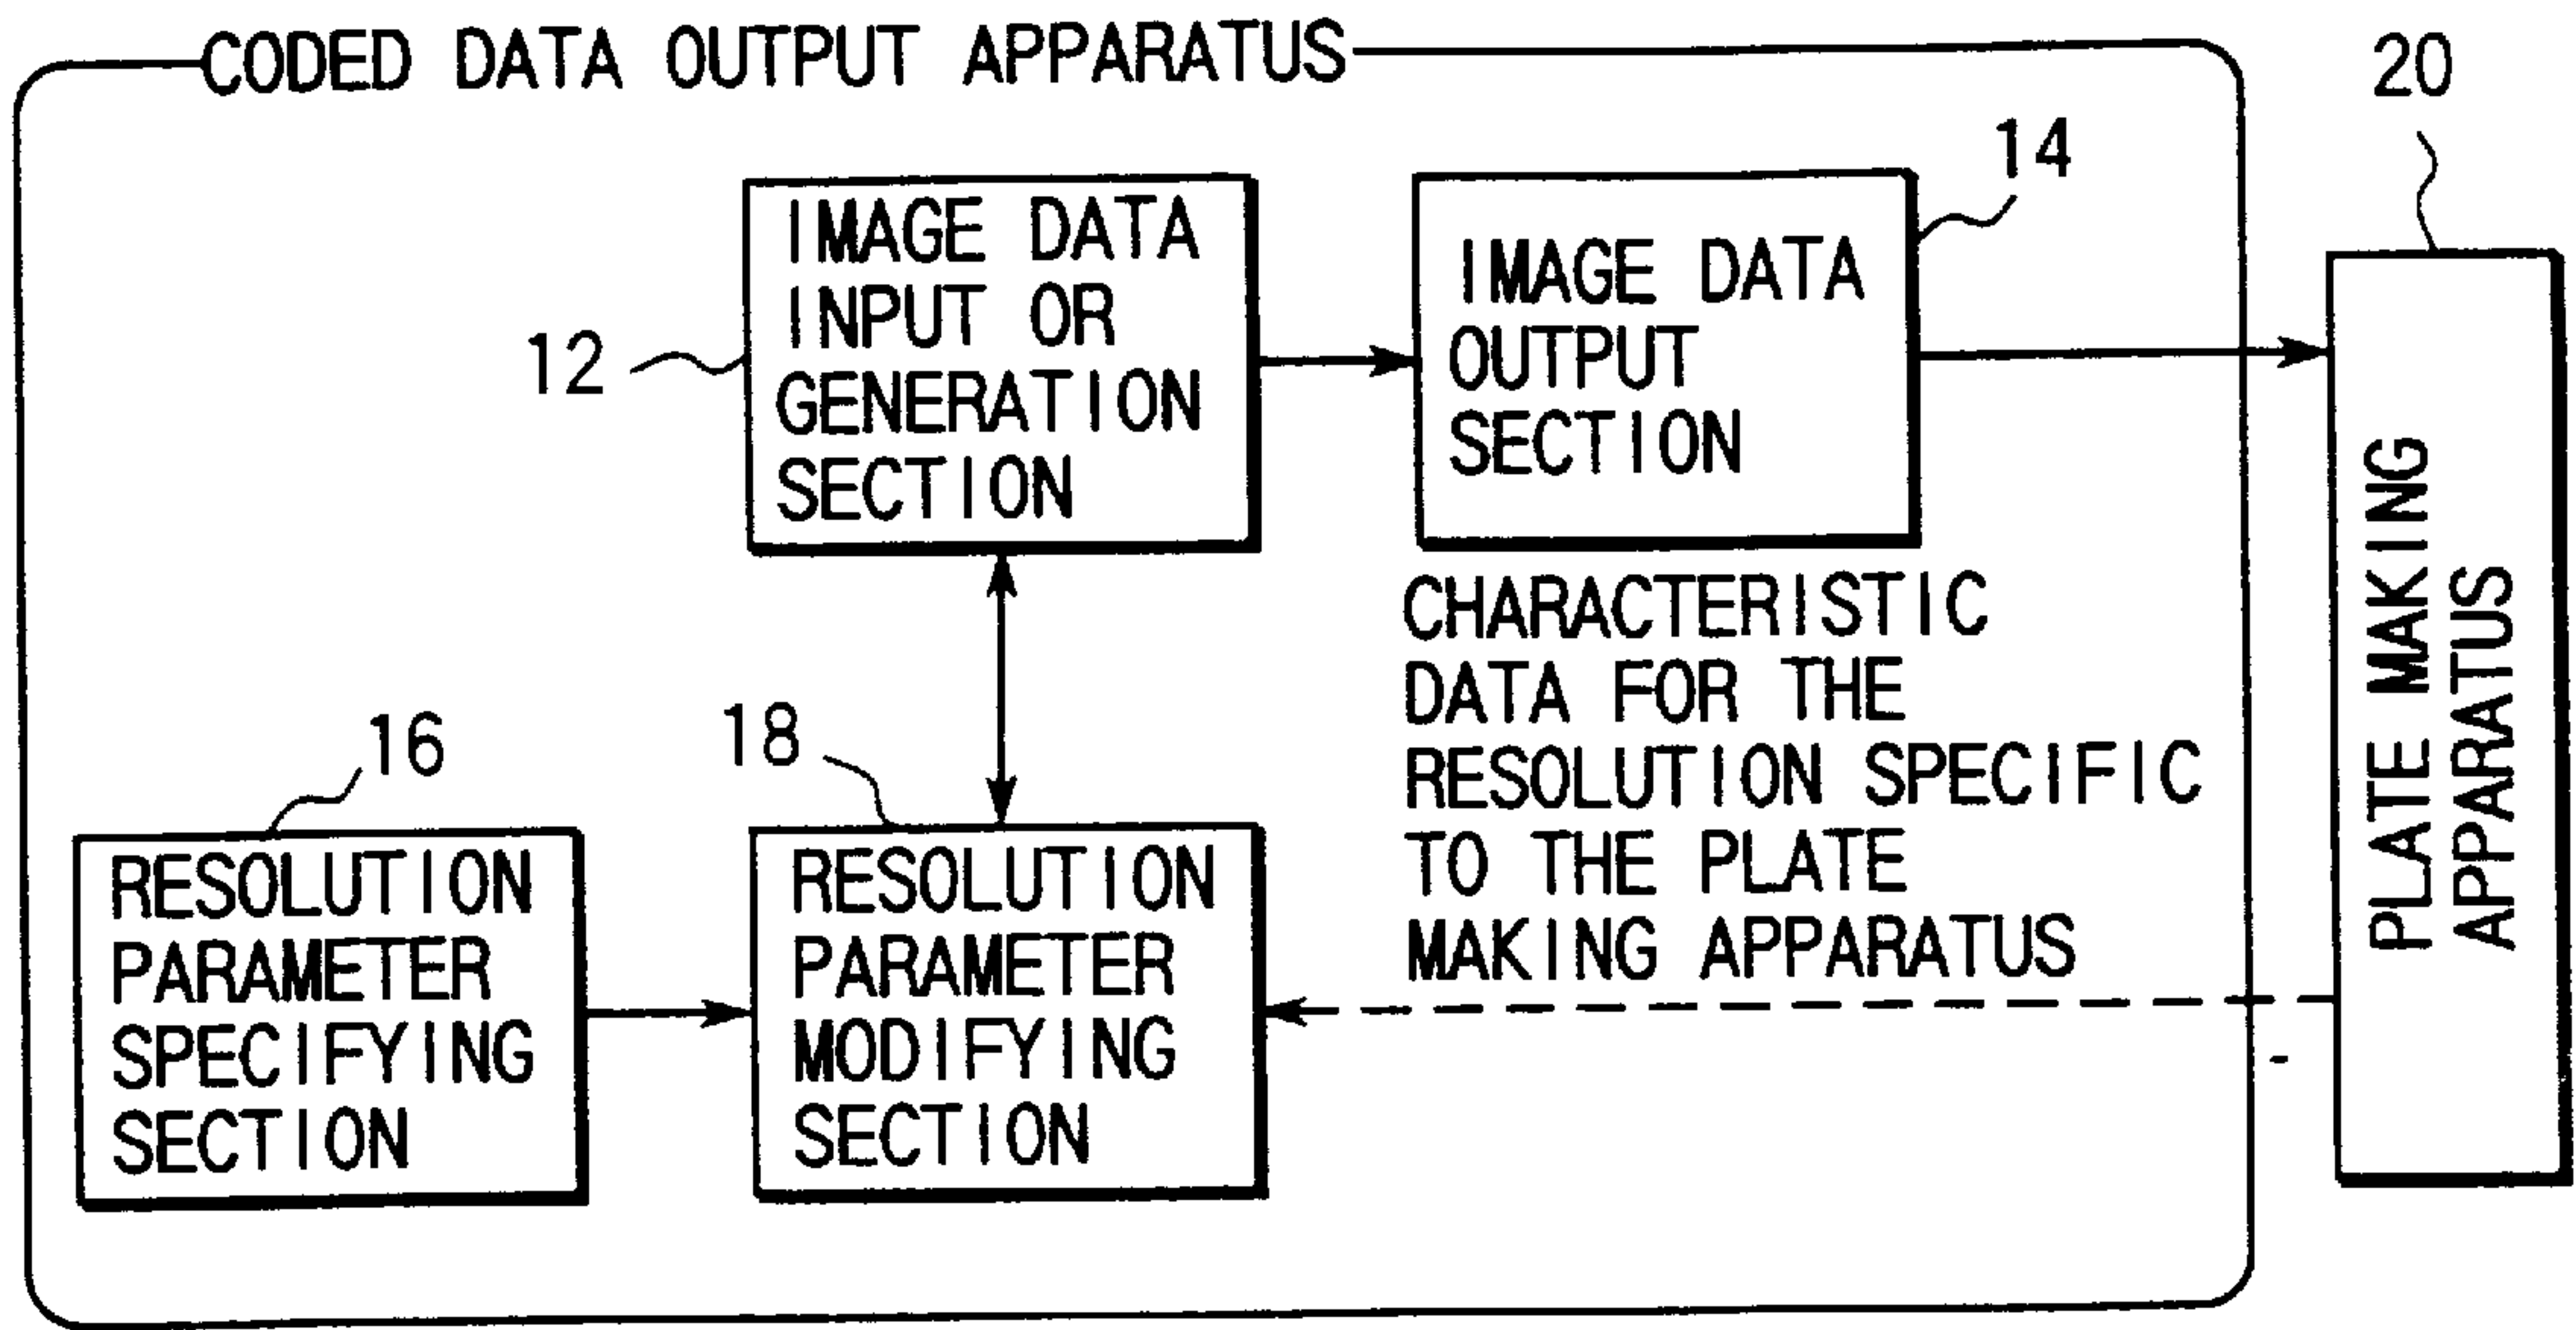 CODED DATA OUTPUT APPARATUS
20
14
12
IMAGE DATA
INPUT OR
GENERATION
SECTION
IMAGE DATA
OUTPUT
SECTION
PLATE MAKING
APPARATUS
CHARACTERISTIC
DATA FOR THE
RESOLUTION SPECIFIC
TO THE PLATE
MAKING APPARATUS
16
18
RESOLUTION
PARAMETER
SPECIFYING
SECTION
RESOLUTION
PARAMETER
MODIFYING
SECTION